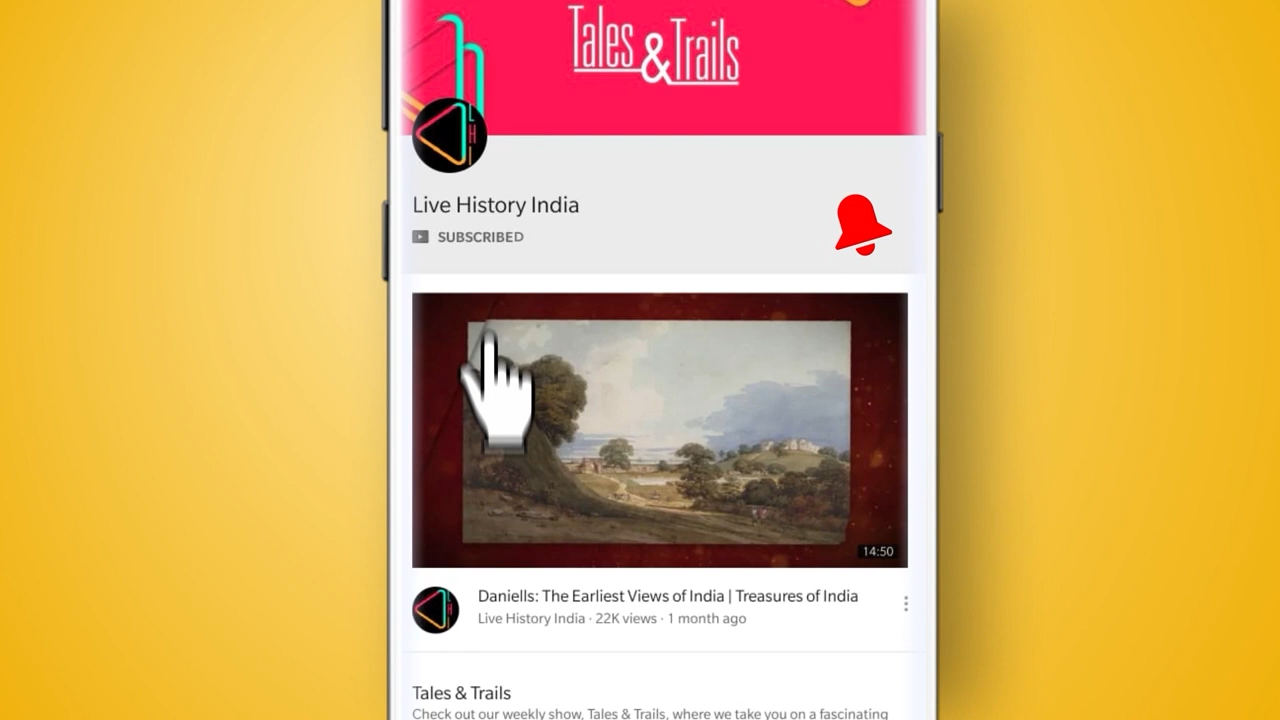 Tales & Trails
L
H
I
Live History India
SUBSCRIBED
14:50
Daniells: The Earliest Views of India | Treasures of India
Live History India · 22K views · 1 month ago
Tales & Trails
Check out our weekly show, Tales & Trails, where we take you on a fascinating